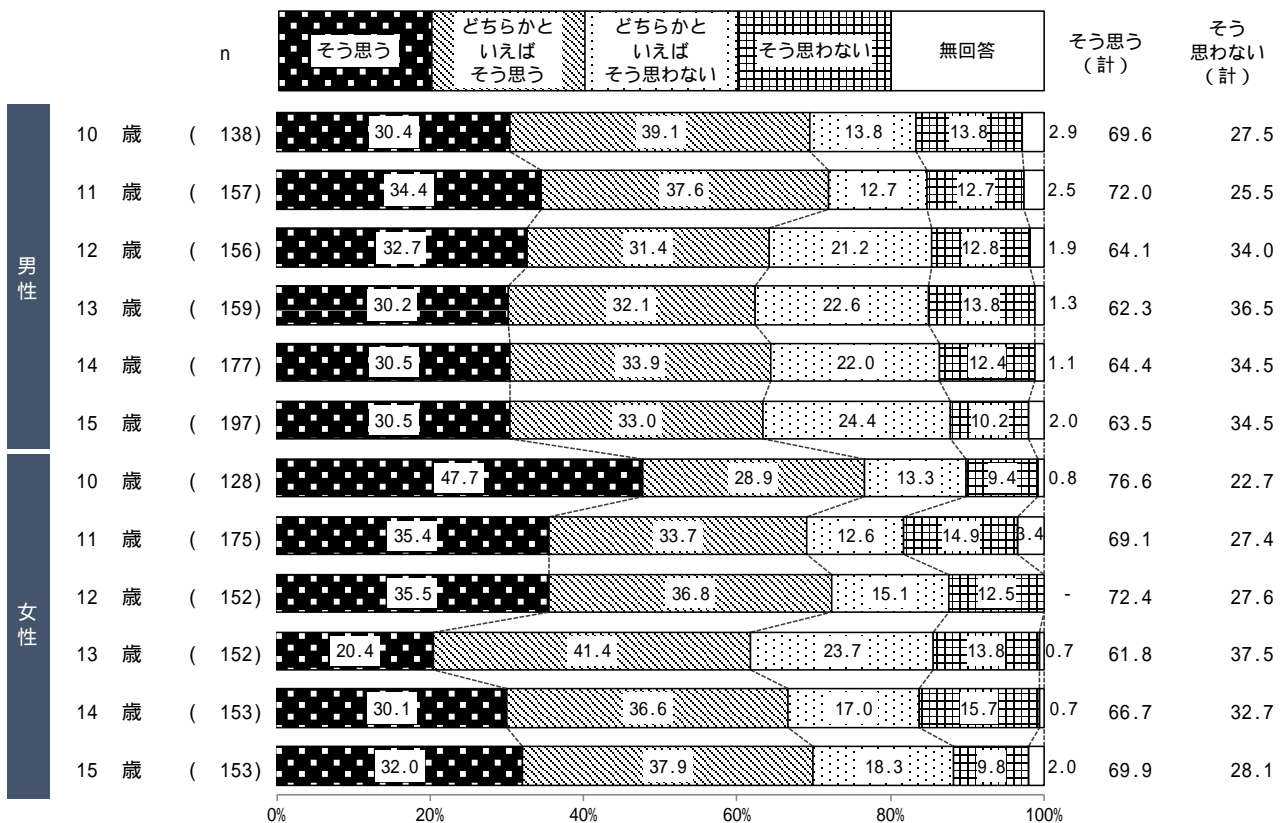 n
そう思う
どちらかと
いえば
そう思う
どちらかと
いえば
そう思わない
そう思わない
無回答
そう思う
（計）
そう
思わない
（計）
男性
10 歳 ( 138) 30.4 39.1 13.8 13.8 2.9 69.6 27.5
11 歳 ( 157) 34.4 37.6 12.7 12.7 2.5 72.0 25.5
12 歳 ( 156) 32.7 31.4 21.2 12.8 1.9 64.1 34.0
13 歳 ( 159) 30.2 32.1 22.6 13.8 1.3 62.3 36.5
14 歳 ( 177) 30.5 33.9 22.0 12.4 1.1 64.4 34.5
15 歳 ( 197) 30.5 33.0 24.4 10.2 2.0 63.5 34.5
女性
10 歳 ( 128) 47.7 28.9 13.3 9.4 0.8 76.6 22.7
11 歳 ( 175) 35.4 33.7 12.6 14.9 3.4 69.1 27.4
12 歳 ( 152) 35.5 36.8 15.1 12.5 - 72.4 27.6
13 歳 ( 152) 20.4 41.4 23.7 13.8 0.7 61.8 37.5
14 歳 ( 153) 30.1 36.6 17.0 15.7 0.7 66.7 32.7
15 歳 ( 153) 32.0 37.9 18.3 9.8 2.0 69.9 28.1
0% 20% 40% 60% 80% 100%